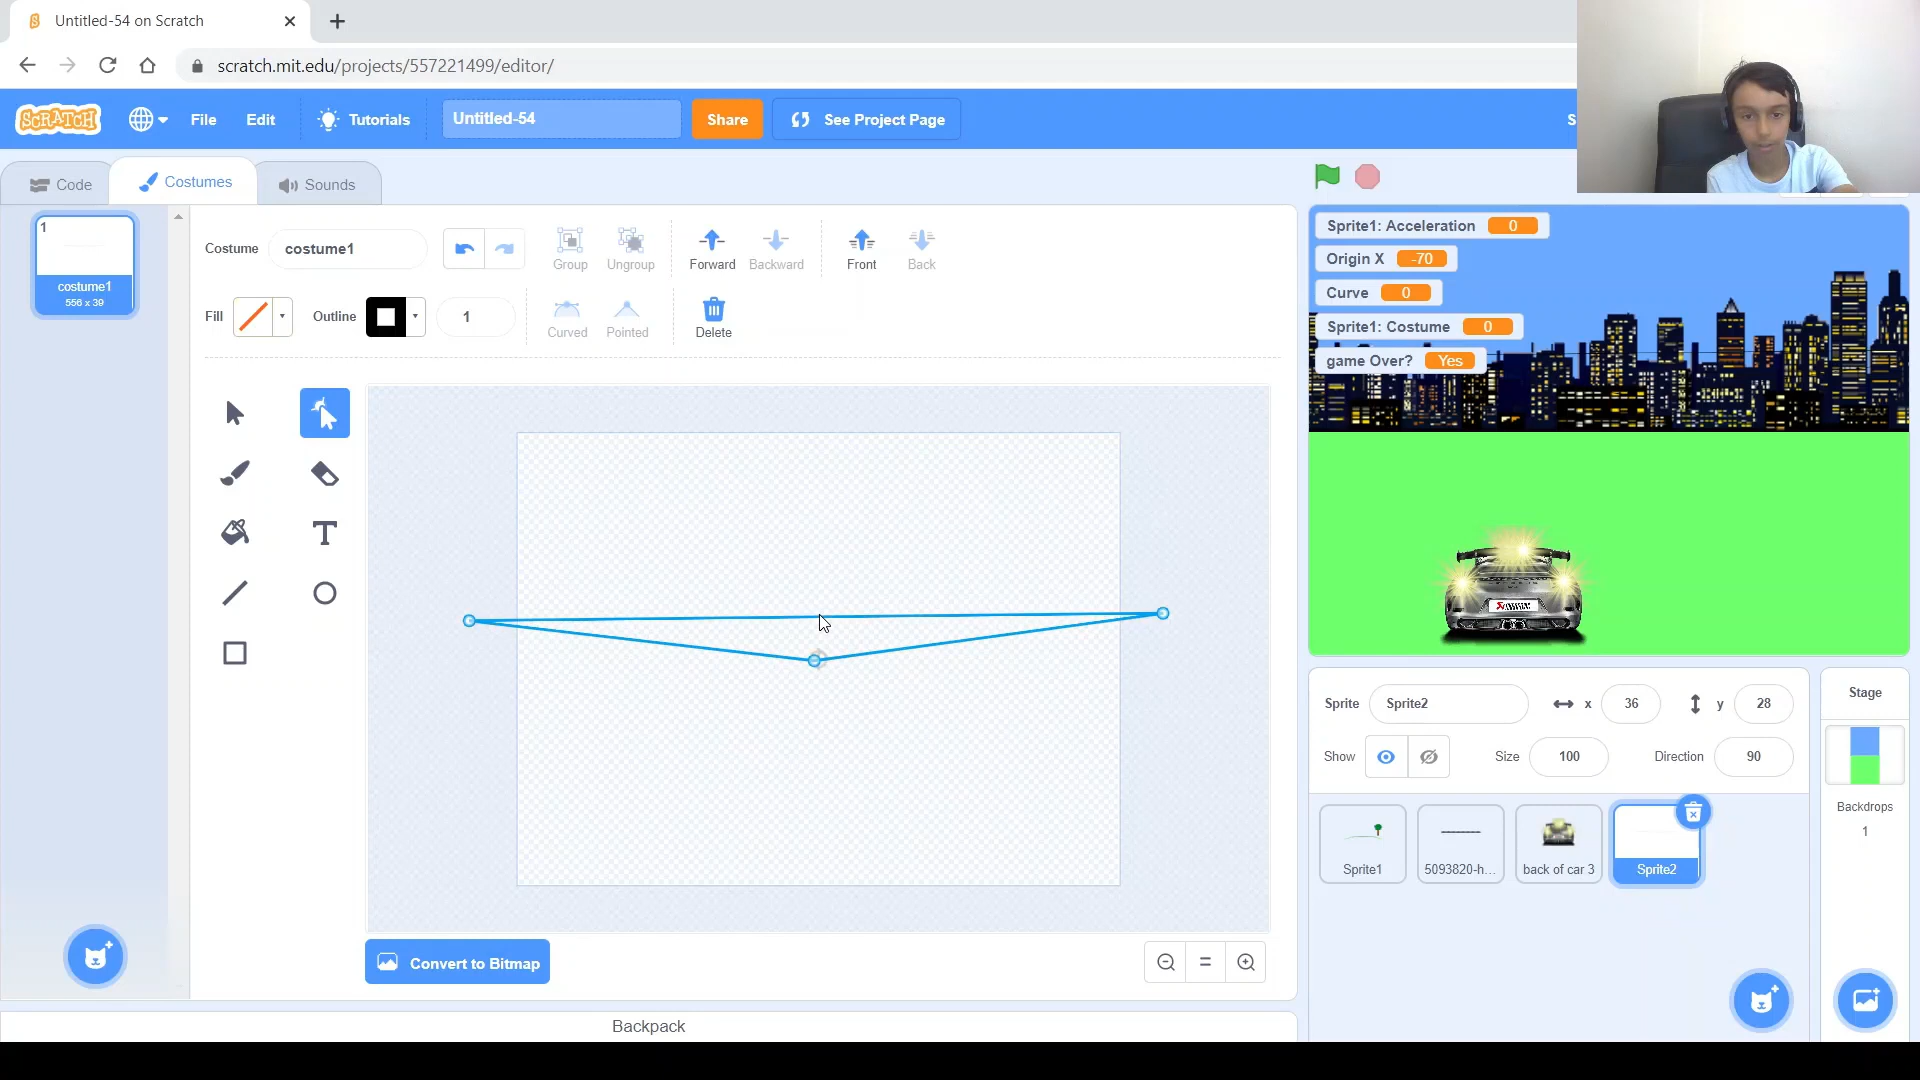 Untitled-54 on Scratch
scratch.mit.edu/projects/557221499/editor/
SCRATCH
File
Edit
Tutorials
Untitled-54
Share
See Project Page
S
Code
Costumes
Sounds
1
costume1
556 x 39
Costume
costume1
Group
Ungroup
Forward
Backward
Front
Back
Fill
Outline
1
Curved
Pointed
Delete
Convert to Bitmap
Backpack
Sprite1: Acceleration 0
Origin X -70
Curve 0
Sprite1: Costume 0
game Over? Yes
Sprite
Sprite2
x
36
y
28
Show
Size
100
Direction
90
Sprite1
5093820-h...
back of car 3
Sprite2
Stage
Backdrops
1